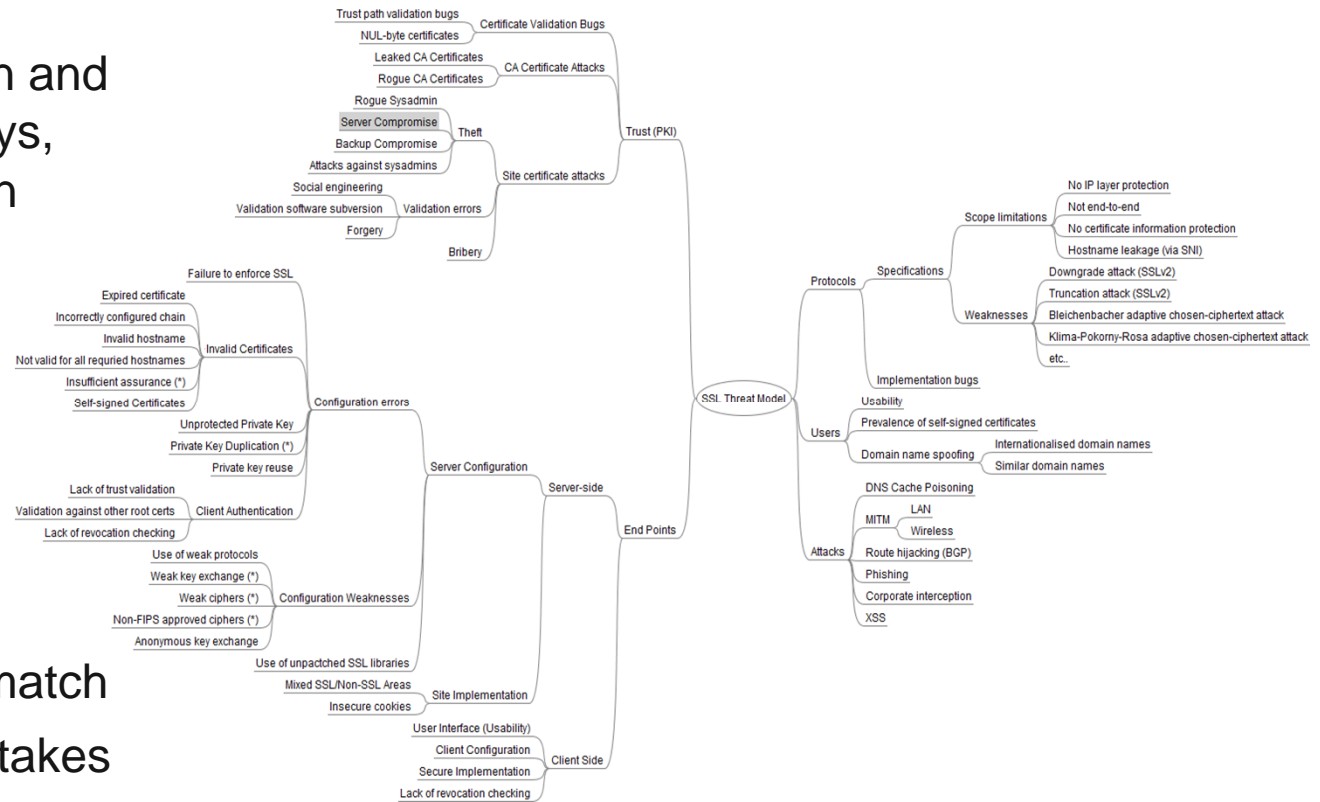 n and
ys,
n
match
takes
Trust path validation bugs
NUL-byte certificates
Certificate Validation Bugs
Leaked CA Certificates
Rogue CA Certificates
CA Certificate Attacks
Rogue Sysadmin
Server Compromise
Backup Compromise
Attacks against sysadmins
Theft
Social engineering
Validation software subversion
Forgery
Validation errors
Bribery
Site certificate attacks
Trust (PKI)
Failure to enforce SSL
Expired certificate
Incorrectly configured chain
Invalid hostname
Not valid for all requried hostnames
Insufficient assurance (*)
Self-signed Certificates
Invalid Certificates
Unprotected Private Key
Private Key Duplication (*)
Private key reuse
Lack of trust validation
Validation against other root certs
Lack of revocation checking
Client Authentication
Configuration errors
Use of weak protocols
Weak key exchange (*)
Weak ciphers (*)
Non-FIPS approved ciphers (*)
Anonymous key exchange
Configuration Weaknesses
Use of unpactched SSL libraries
Server Configuration
Mixed SSL/Non-SSL Areas
Insecure cookies
Site Implementation
Server-side
User Interface (Usability)
Client Configuration
Secure Implementation
Lack of revocation checking
Client Side
End Points
SSL Threat Model
Protocols
Specifications
Scope limitations
No IP layer protection
Not end-to-end
No certificate information protection
Hostname leakage (via SNI)
Weaknesses
Downgrade attack (SSLv2)
Truncation attack (SSLv2)
Bleichenbacher adaptive chosen-ciphertext attack
Klima-Pokorny-Rosa adaptive chosen-ciphertext attack
etc..
Implementation bugs
Users
Usability
Prevalence of self-signed certificates
Domain name spoofing
Internationalised domain names
Similar domain names
Attacks
DNS Cache Poisoning
MITM
LAN
Wireless
Route hijacking (BGP)
Phishing
Corporate interception
XSS